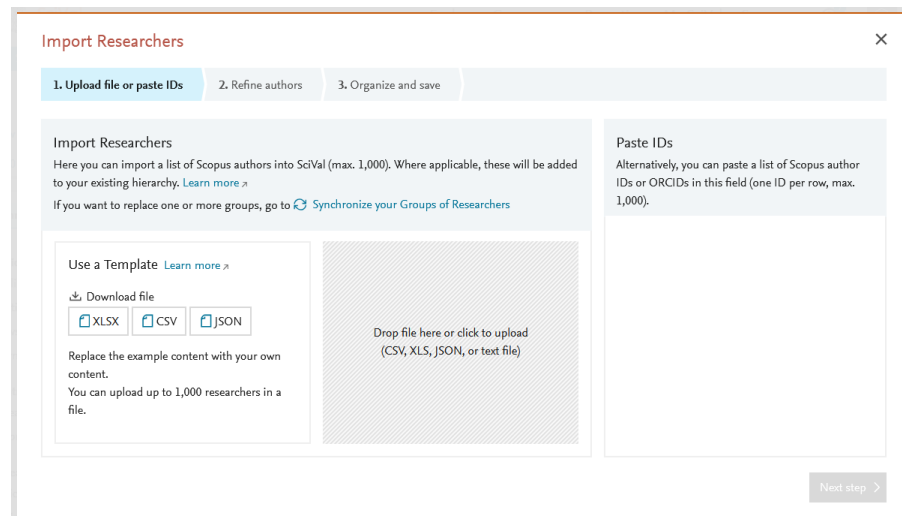 Import Researchers
1. Upload file or paste IDs
2. Refine authors
3. Organize and save
Import Researchers
Here you can import a list of Scopus authors into SciVal (max. 1,000). Where applicable, these will be added
to your existing hierarchy. Learn more
If you want to replace one or more groups, go to Synchronize your Groups of Researchers
Use a Template Learn more
Download file
XLSX
CSV
JSON
Replace the example content with your own
content.
You can upload up to 1,000 researchers in a
file.
Drop file here or click to upload
(CSV, XLS, JSON, or text file)
Paste IDs
Alternatively, you can paste a list of Scopus author
IDs or ORCIDs in this field (one ID per row, max.
1,000).
Next step